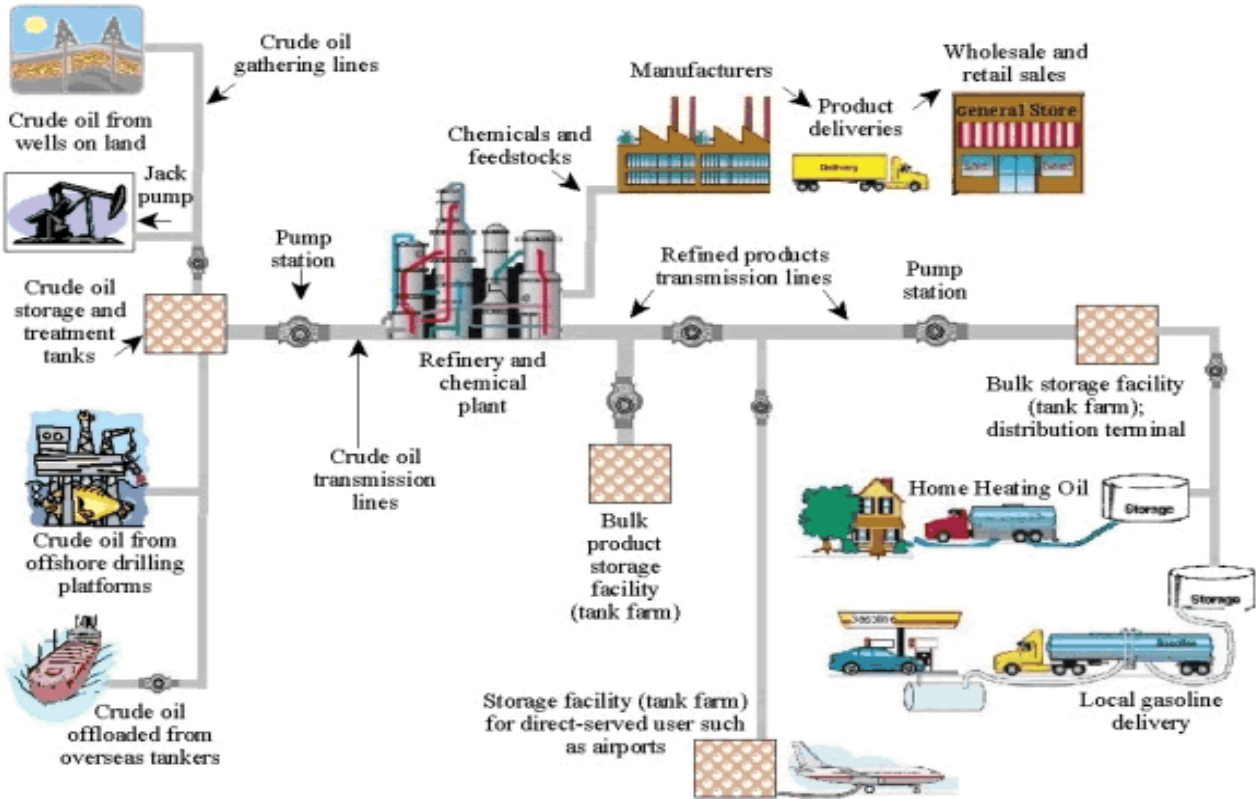 Crude oil
gathering lines
Crude oil from
wells on land
Jack
pump
Crude oil
storage and
treatment
tanks
Pump
station
Crude oil
transmission
lines
Crude oil from
offshore drilling
platforms
Crude oil
offloaded from
overseas tankers
Chemicals and
feedstocks
Refinery and
chemical
plant
Manufacturers
Product
deliveries
Delivery
Wholesale and
retail sales
General Store
Refined products
transmission lines
Pump
station
Bulk
product
storage
facility
(tank farm)
Bulk storage facility
(tank farm);
distribution terminal
Home Heating Oil
Storage
Storage
Local gasoline
delivery
Storage facility (tank farm)
for direct-served user such
as airports